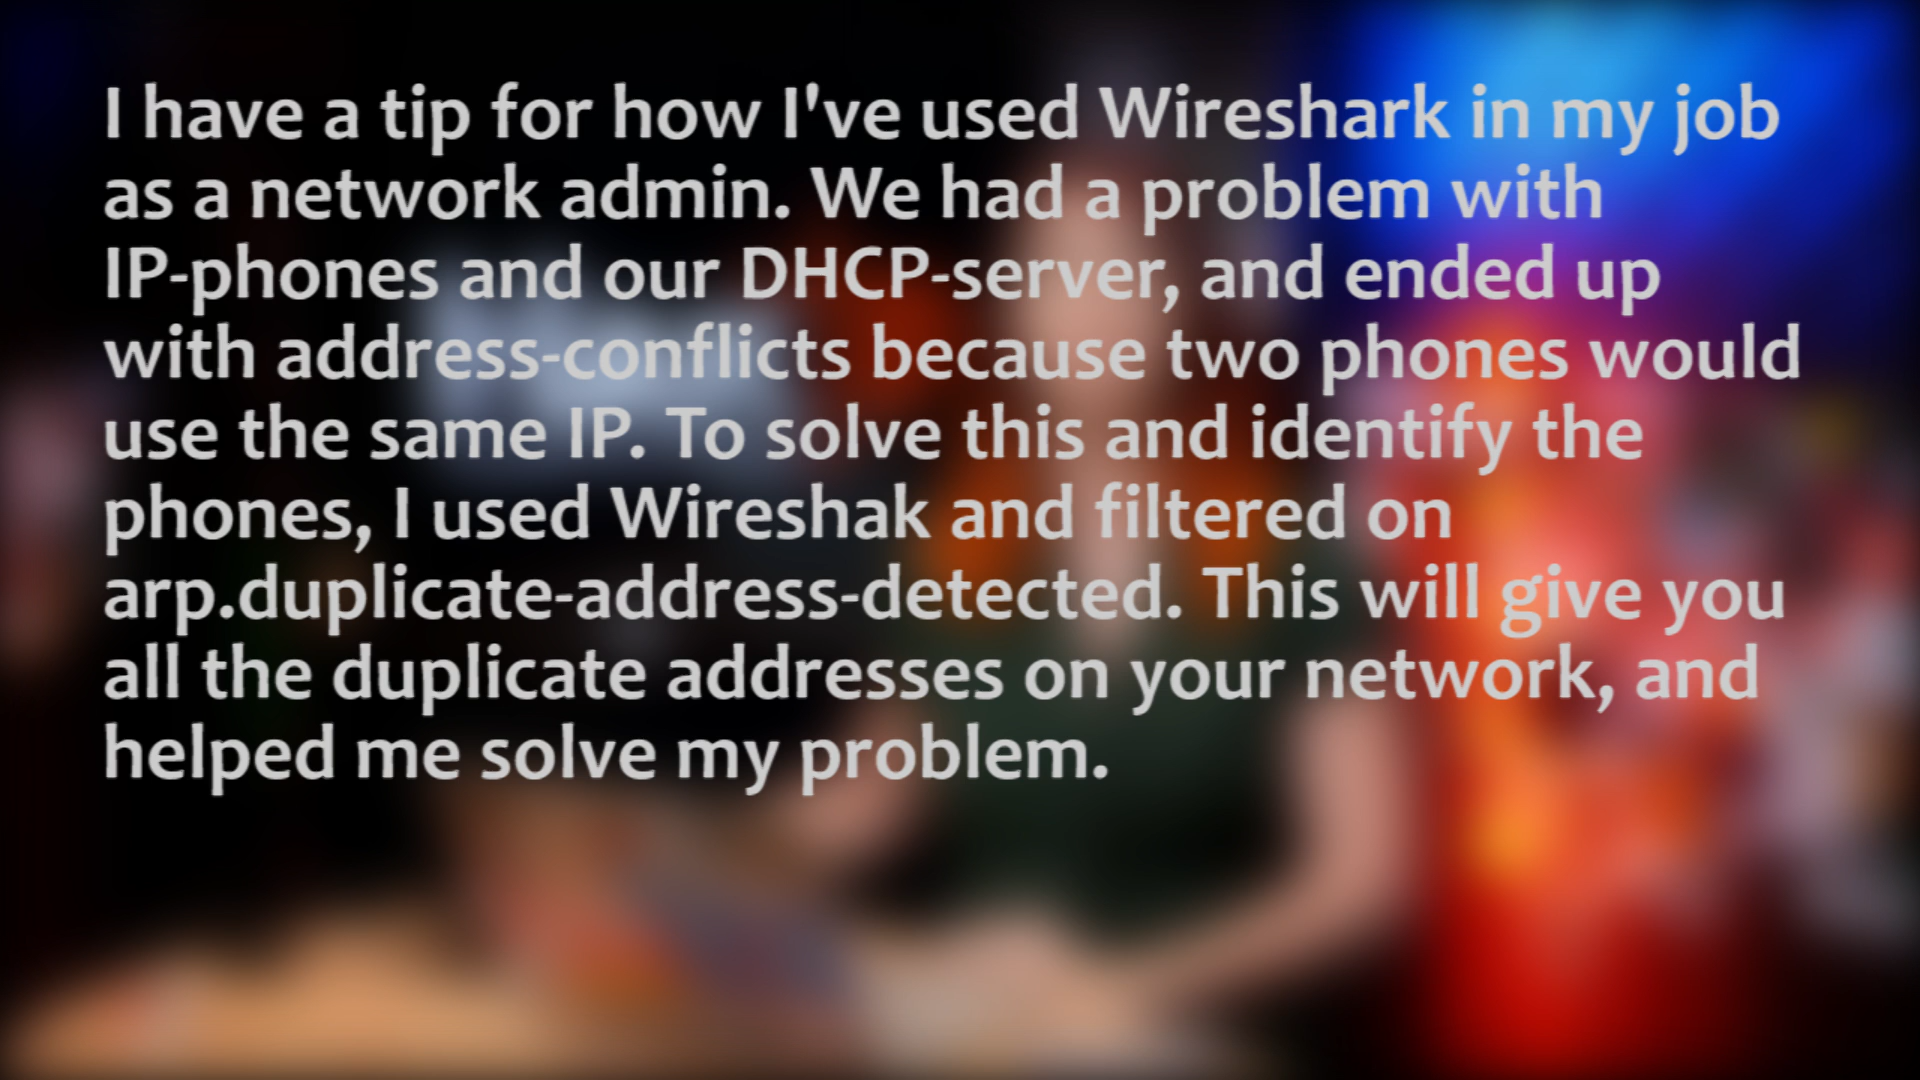 I have a tip for how I've used Wireshark in my job
as a network admin. We had a problem with
IP-phones and our DHCP-server, and ended up
with address-conflicts because two phones would
use the same IP. To solve this and identify the
phones, I used Wireshak and filtered on
arp.duplicate-address-detected. This will give you
all the duplicate addresses on your network, and
helped me solve my problem.